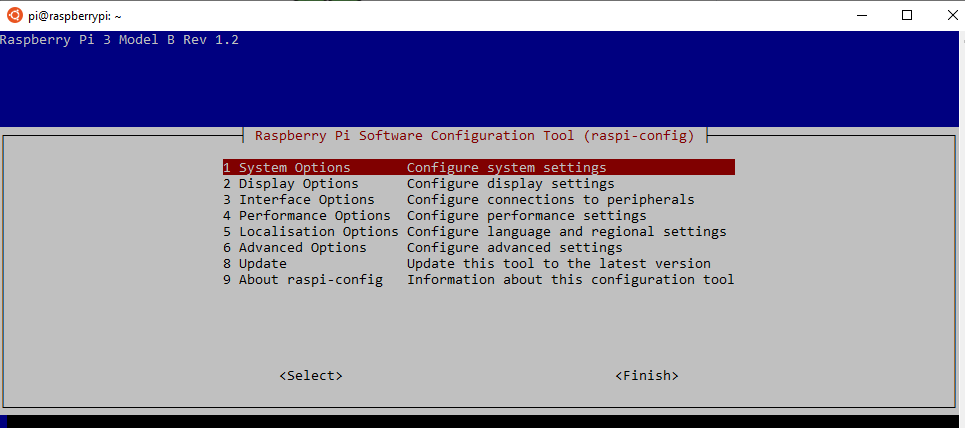 pi@raspberrypi: ~
Raspberry Pi 3 Model B Rev 1.2
Raspberry Pi Software Configuration Tool (raspi-config)
1 System Options Configure system settings
2 Display Options Configure display settings
3 Interface Options Configure connections to peripherals
4 Performance Options Configure performance settings
5 Localisation Options Configure language and regional settings
6 Advanced Options Configure advanced settings
8 Update Update this tool to the latest version
9 About raspi-config Information about this configuration tool
<Select> <Finish>